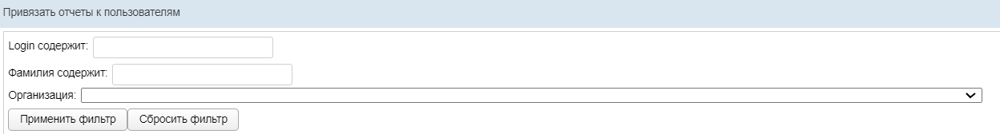 Привязать отчеты к пользователям
Login содержит:
Фамилия содержит:
Организация:
Применить фильтр Сбросить фильтр